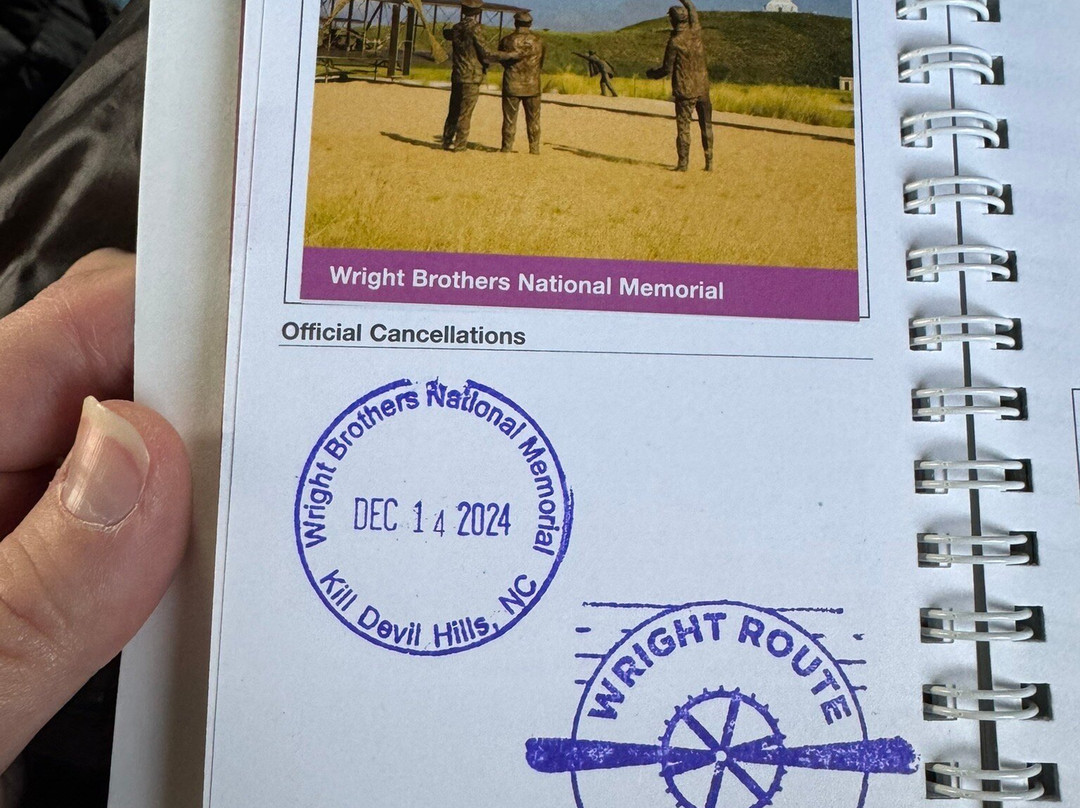 Wright Brothers National Memorial
Official Cancellations
Wright Brothers National Memorial
DEC 14 2024
Kill Devil Hills, NC
WRIGHT ROUTE